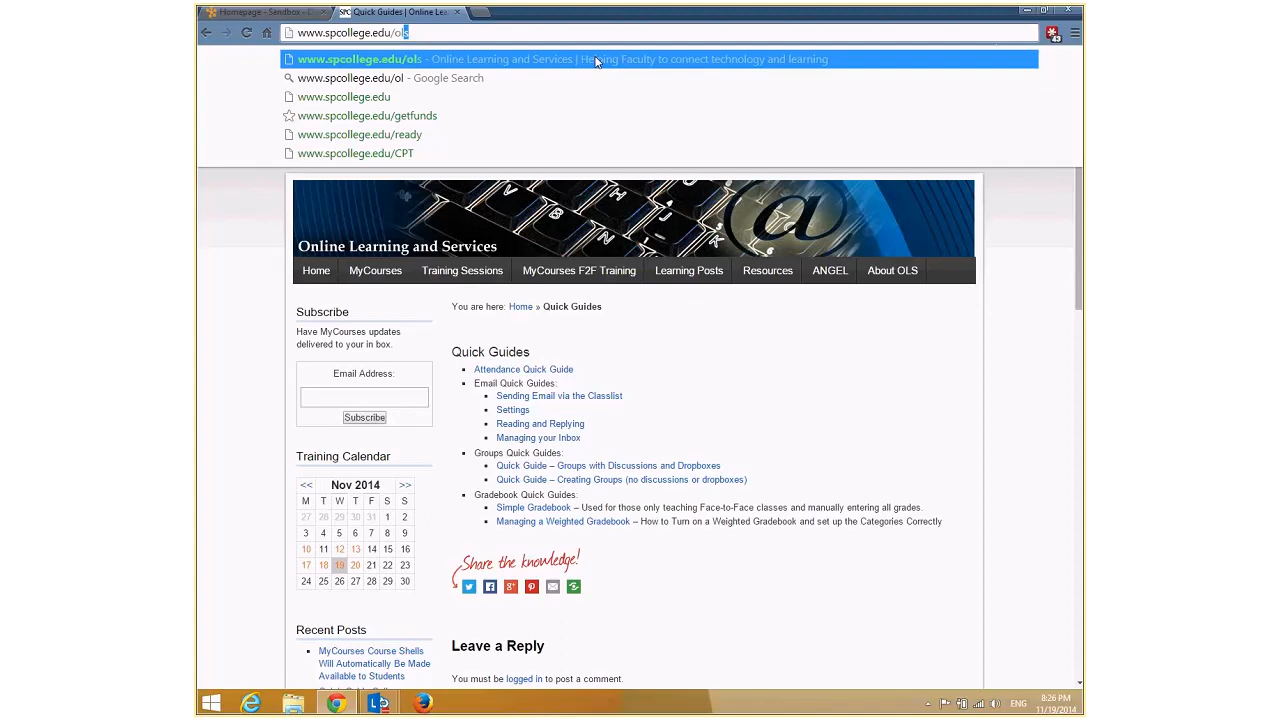 Homepage - Sandbox - 
Quick Guides | Online Lea
www.spcollege.edu/ols
43
www.spcollege.edu/ols - Online Learning and Services | Helping Faculty to connect technology and learning
www.spcollege.edu/ol - Google Search
www.spcollege.edu
www.spcollege.edu/getfunds
www.spcollege.edu/ready
www.spcollege.edu/CPT
Online Learning and Services
Home MyCourses Training Sessions MyCourses F2F Training Learning Posts Resources ANGEL About OLS
You are here: Home » Quick Guides
Subscribe
Have MyCourses updates
delivered to your in box.
Email Address:
Subscribe
Quick Guides
Attendance Quick Guide
Email Quick Guides:
Sending Email via the Classlist
Settings
Reading and Replying
Managing your Inbox
Groups Quick Guides:
Quick Guide – Groups with Discussions and Dropboxes
Quick Guide – Creating Groups (no discussions or dropboxes)
Gradebook Quick Guides:
Simple Gradebook – Used for those only teaching Face-to-Face classes and manually entering all grades.
Managing a Weighted Gradebook – How to Turn on a Weighted Gradebook and set up the Categories Correctly
Training Calendar
<< Nov 2014 >>
M T W T F S S
27 28 29 30 31 1 2
3 4 5 6 7 8 9
10 11 12 13 14 15 16
17 18 19 20 21 22 23
24 25 26 27 28 29 30
Share the knowledge!
Recent Posts
MyCourses Course Shells
Will Automatically Be Made
Available to Students
Leave a Reply
You must be logged in to post a comment.
ENG
8:26 PM
11/19/2014